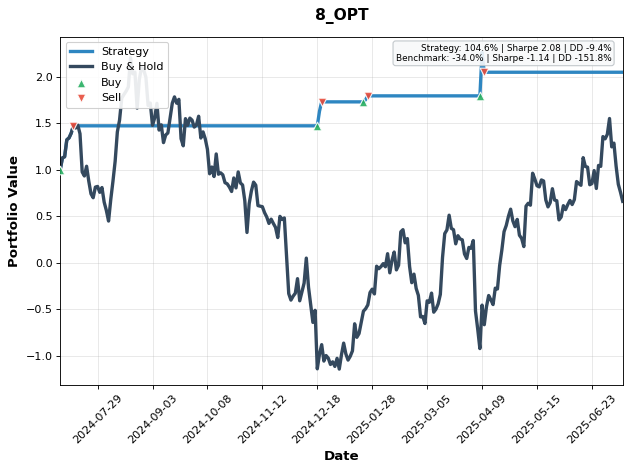 8_OPT
Strategy
Buy & Hold
Buy
Sell
Strategy: 104.6% | Sharpe 2.08 | DD -9.4%
Benchmark: -34.0% | Sharpe -1.14 | DD -151.8%
Portfolio Value
2.0
1.5
1.0
0.5
0.0
−0.5
−1.0
2024-07-29
2024-09-03
2024-10-08
2024-11-12
2024-12-18
2025-01-28
2025-03-05
2025-04-09
2025-05-15
2025-06-23
Date